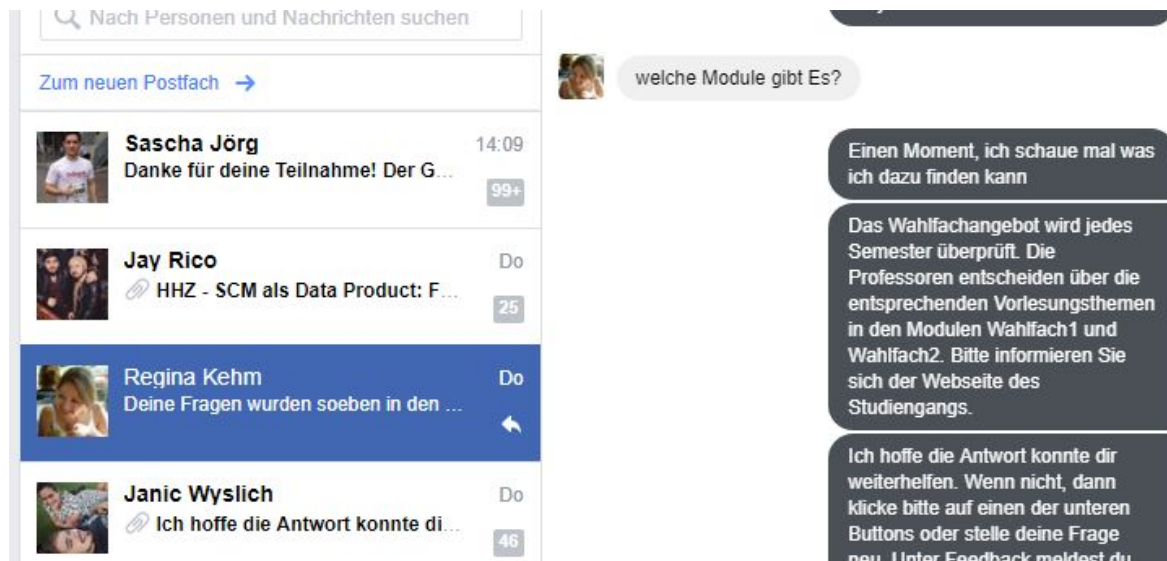 Nach Personen und Nachrichten suchen
Zum neuen Postfach →
Sascha Jörg 14:09
Danke für deine Teilnahme! Der G...
99+
Jay Rico Do
HHZ - SCM als Data Product: F...
25
Regina Kehm Do
Deine Fragen wurden soeben in den ...
Janic Wyslich Do
Ich hoffe die Antwort konnte di...
46
welche Module gibt Es?
Einen Moment, ich schaue mal was
ich dazu finden kann
Das Wahlfachangebot wird jedes
Semester überprüft. Die
Professoren entscheiden über die
entsprechenden Vorlesungsthemen
in den Modulen Wahlfach1 und
Wahlfach2. Bitte informieren Sie
sich der Webseite des
Studiengangs.
Ich hoffe die Antwort konnte dir
weiterhelfen. Wenn nicht, dann
klicke bitte auf einen der unteren
Buttons oder stelle deine Frage
neu. Unter Feedback meldest du